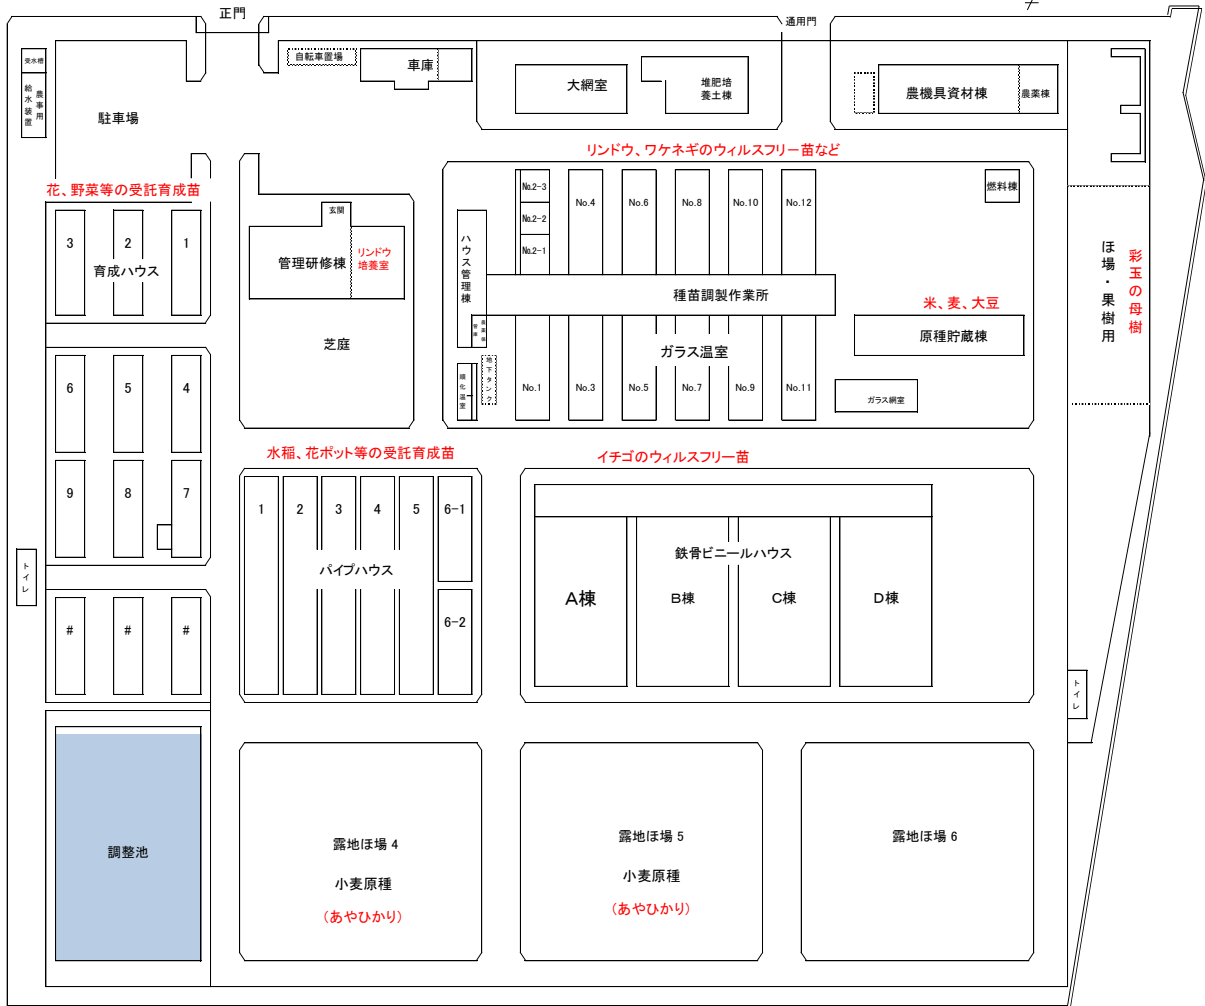 正門
通用門
受水槽
農事用
給水装置
駐車場
自転車置場
車庫
大網室
堆肥培
養土棟
農機具資材棟
農薬棟
リンドウ、ワケネギのウィルスフリー苗など
花、野菜等の受託育成苗
3
2
1
育成ハウス
玄関
管理研修棟
リンドウ
培養室
芝庭
ハウス管理棟
No.2-3
No.2-2
No.2-1
No.4
No.6
No.8
No.10
No.12
燃料棟
種苗調製作業所
ガラス温室
米、麦、大豆
原種貯蔵棟
ほ場・果樹用
彩玉の母樹
地下タンク
No.1
No.3
No.5
No.7
No.9
No.11
ガラス網室
6
5
4
9
8
7
水稲、花ポット等の受託育成苗
イチゴのウィルスフリー苗
1
2
3
4
5
6-1
パイプハウス
6-2
鉄骨ビニールハウス
A棟
B棟
C棟
D棟
トイレ
#
#
#
トイレ
調整池
露地ほ場 4
小麦原種
(あやひかり)
露地ほ場 5
小麦原種
(あやひかり)
露地ほ場 6